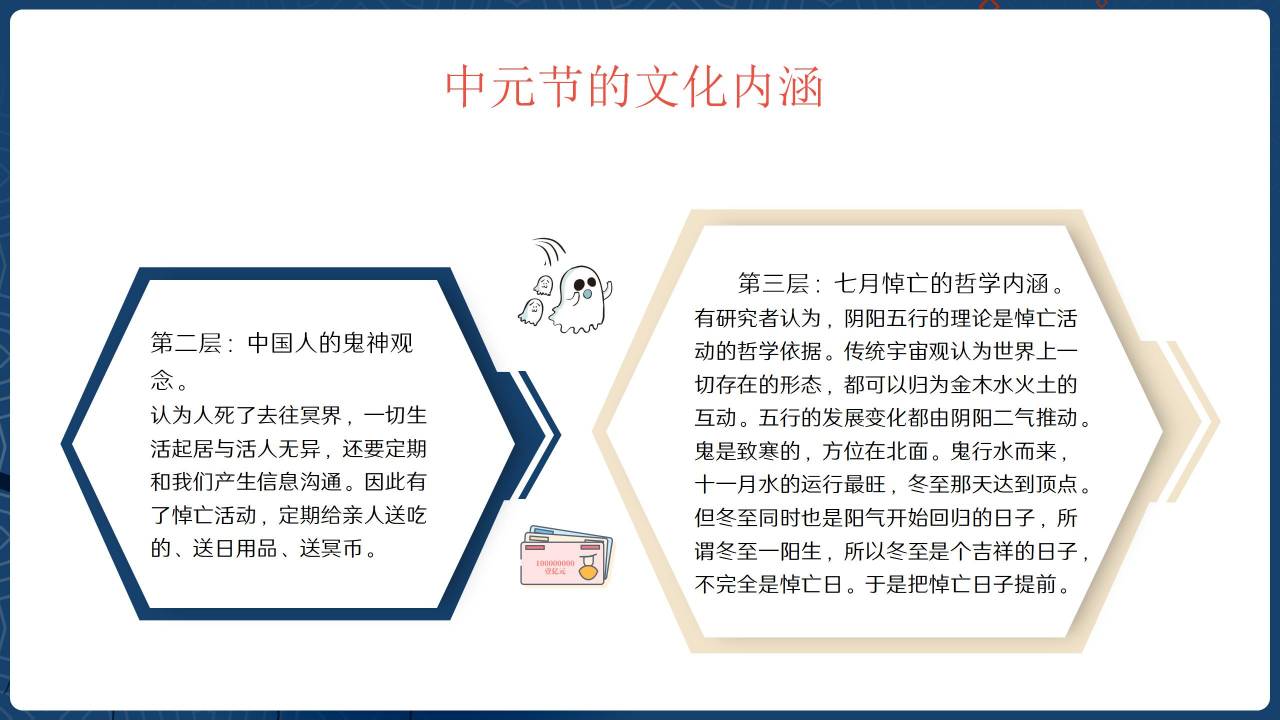 中元节的文化内涵
第二层：中国人的鬼神观
念。
认为人死了去往冥界，一切生
活起居与活人无异，还要定期
和我们产生信息沟通。因此有
了悼亡活动，定期给亲人送吃
的、送日用品、送冥币。
100000000
壹亿元
第三层：七月悼亡的哲学内涵。
有研究者认为，阴阳五行的理论是悼亡活
动的哲学依据。传统宇宙观认为世界上一
切存在的形态，都可以归为金木水火土的
互动。五行的发展变化都由阴阳二气推动。
鬼是致寒的，方位在北面。鬼行水而来，
十一月水的运行最旺，冬至那天达到顶点。
但冬至同时也是阳气开始回归的日子，所
谓冬至一阳生，所以冬至是个吉祥的日子，
不完全是悼亡日。于是把悼亡日子提前。